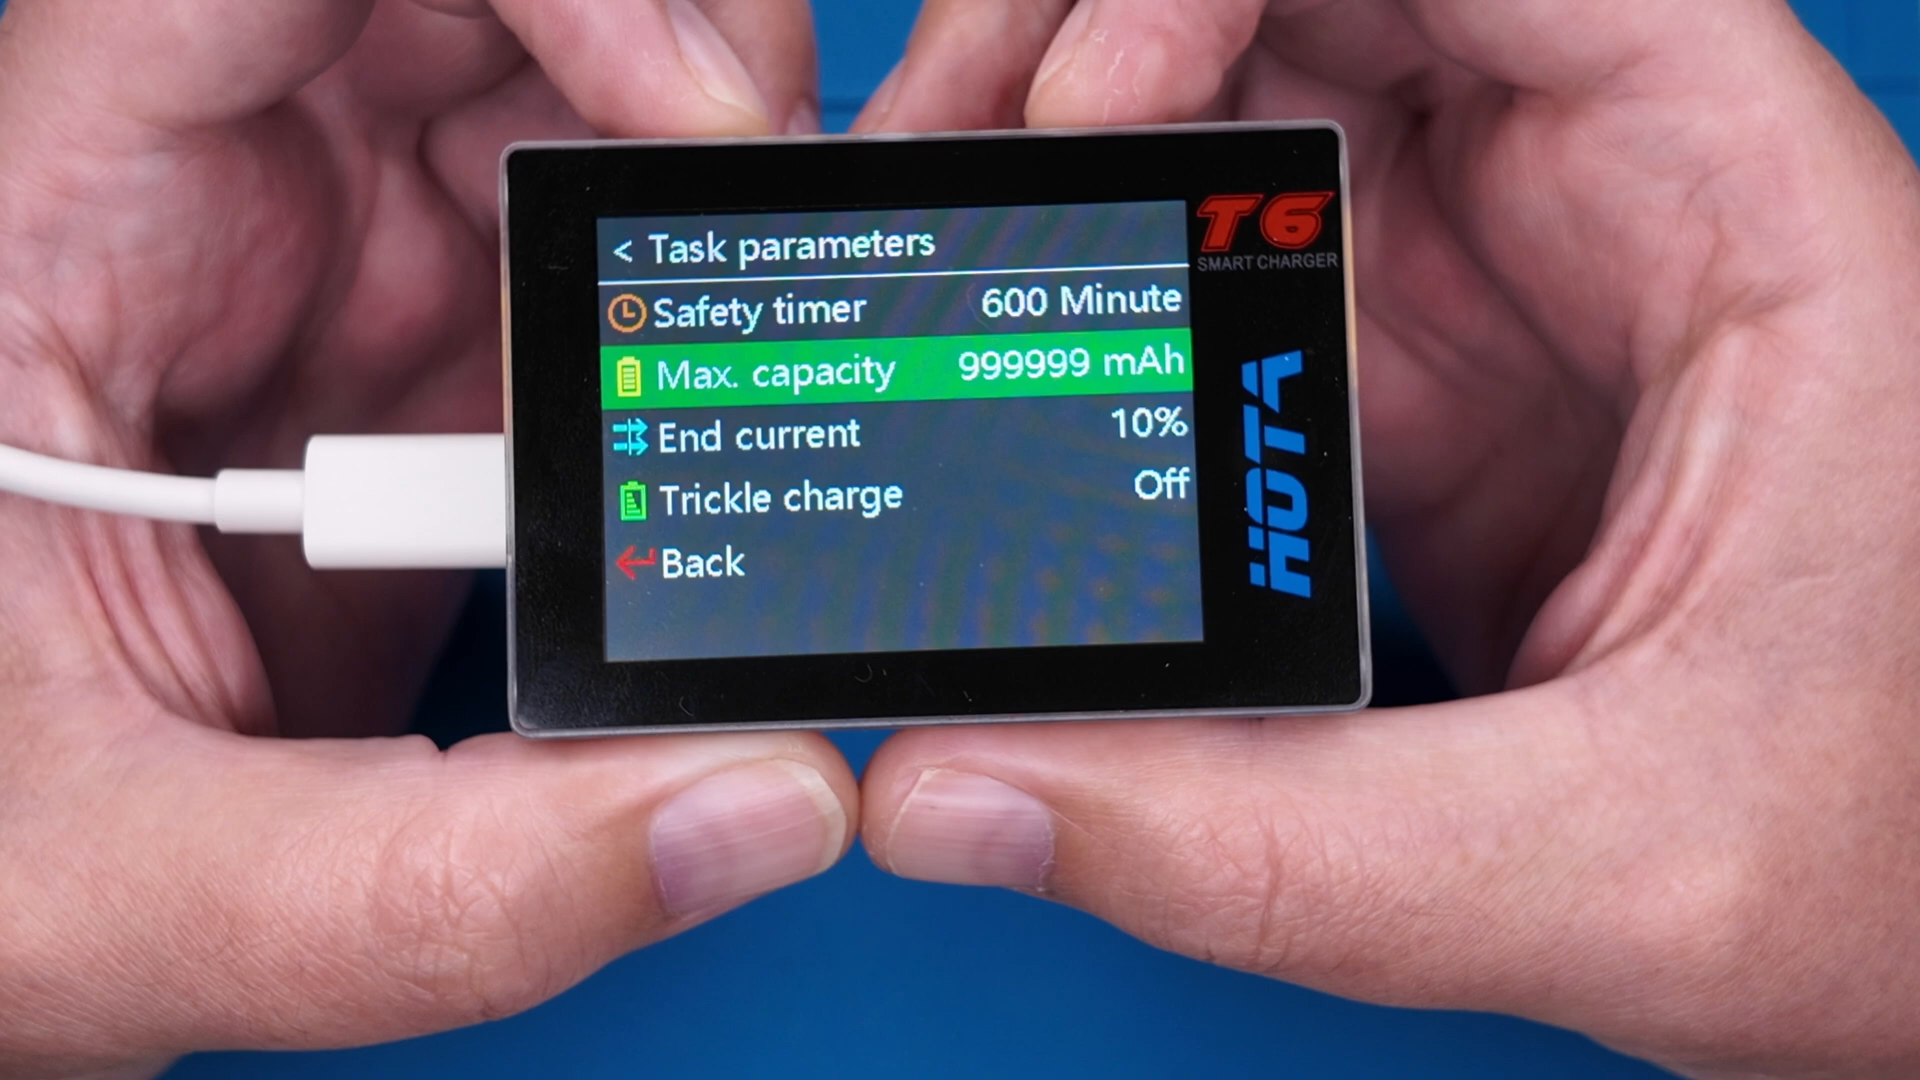 < Task parameters
Safety timer 600 Minute
Max. capacity 999999 mAh
End current 10%
Trickle charge Off
Back
T6
SMART CHARGER
HOTA